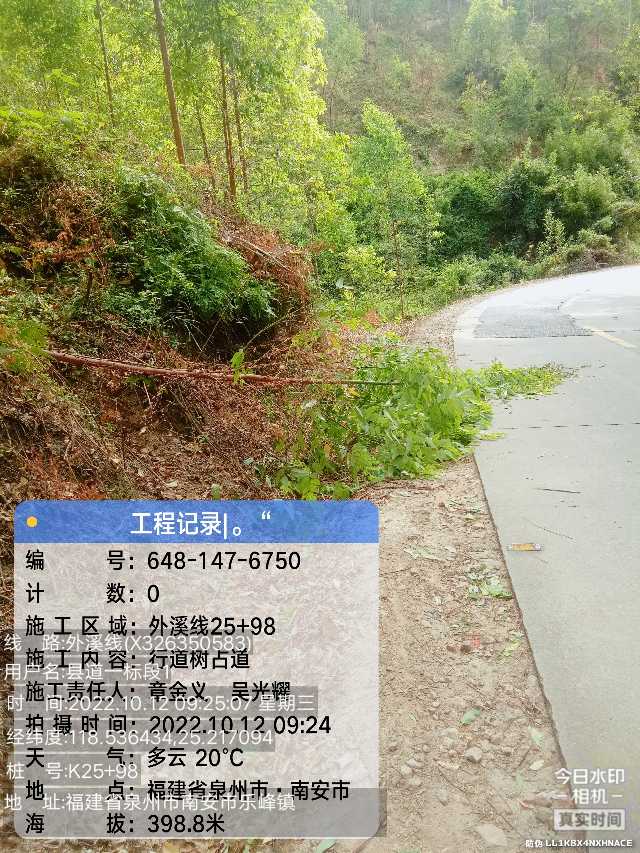 工程记录|。“
编号：648-147-6750
计数：0
施工区域：外溪线25+98
线路:外溪线(X326350583)
施工内容：行道树占道
用户名:县道一标段1
施工责任人：章金义、吴光耀
时间:2022.10.12 09:25:07 星期三
拍摄时间：2022.10.12 09:24
经纬度:118.536434,25.217094
天气：多云 20℃
桩号:K25+98
地点：福建省泉州市·南安市
地址:福建省泉州市南安市乐峰镇
海拔：398.8米
今日水印
-相机-
真实时间
防伪 LL1KBX4NXHNACE